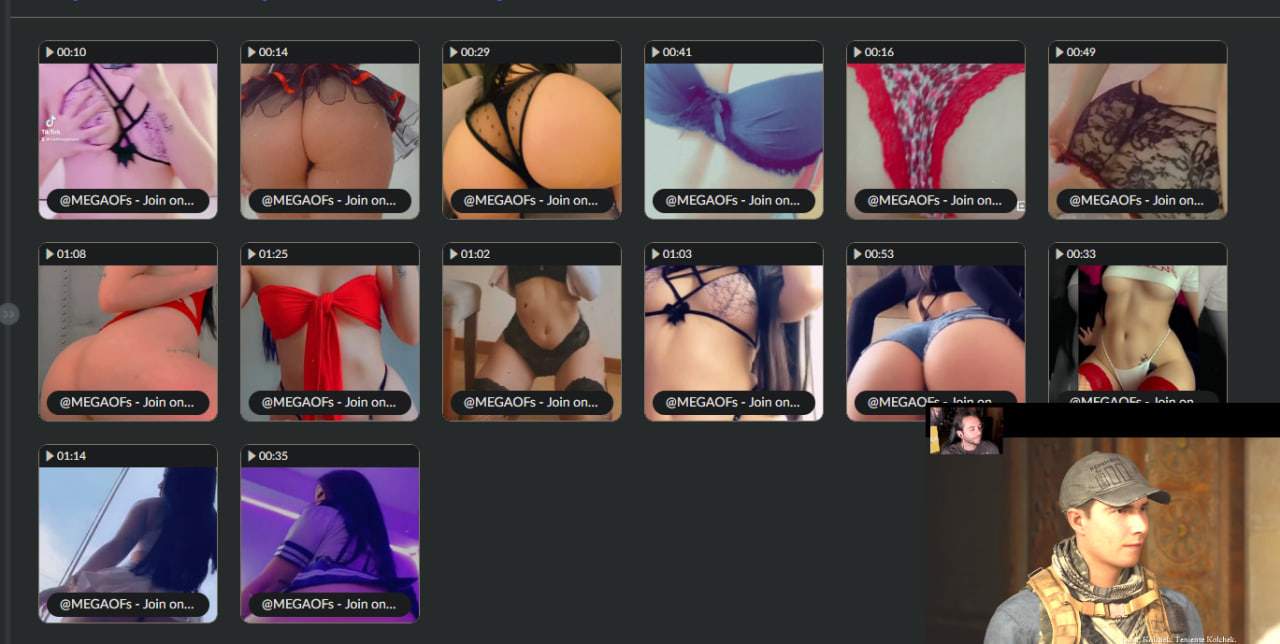 00:10
00:14
00:29
00:41
00:16
00:49
TikTok
@MEGAOFs - Join on...
@MEGAOFs - Join on...
@MEGAOFs - Join on...
@MEGAOFs - Join on...
@MEGAOFs - Join on...
@MEGAOFs - Join on...
01:08
01:25
01:02
01:03
00:53
00:33
@MEGAOFs - Join on...
@MEGAOFs - Join on...
@MEGAOFs - Join on...
@MEGAOFs - Join on...
@MEGAOFs - Join on...
@MEGAOFs - Join on...
01:14
00:35
@MEGAOFs - Join on...
@MEGAOFs - Join on...
Kolchek. Teniente Kolchek.